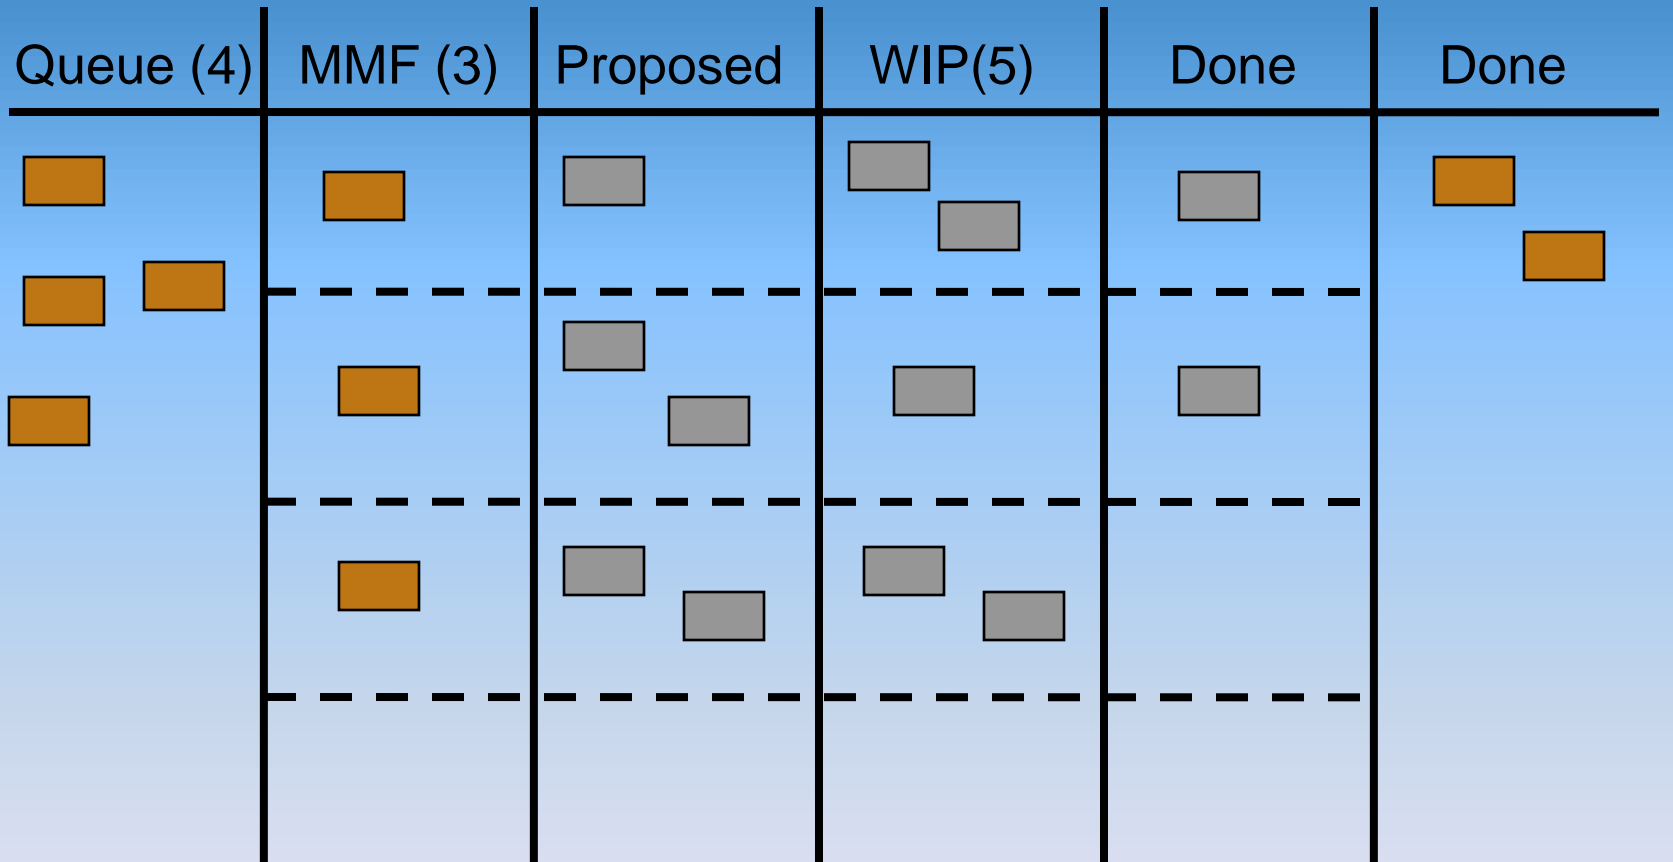 Queue (4) MMF (3) Proposed WIP(5) Done Done